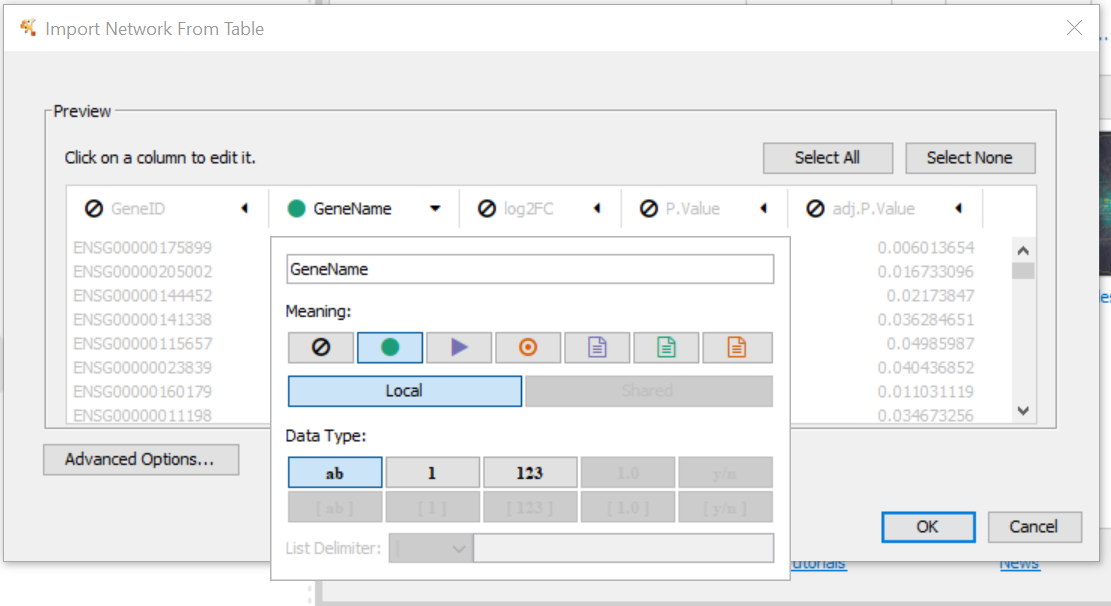 Import Network From Table
Preview
Click on a column to edit it.
Select All
Select None
GeneID
GeneName
log2FC
P.Value
adj.P.Value
ENSG00000175899
0.006013654
ENSG00000205002
0.016733096
ENSG00000144452
0.02173847
ENSG00000141338
0.036284651
ENSG00000115657
0.04985987
ENSG00000023839
0.040436852
ENSG00000160179
0.011031119
ENSG00000011198
0.034673256
GeneName
Meaning:
Local
Shared
Data Type:
ab
1
123
1.0
y/n
[ ab ]
[ 1 ]
[ 123 ]
[ 1.0 ]
[ y/n ]
List Delimiter:
|
Advanced Options...
OK
Cancel
News